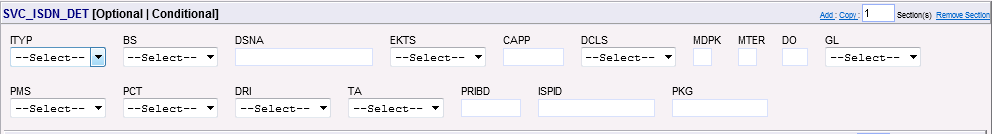 SVC_ISDN_DET [Optional | Conditional] Add : Copy : 1 Section(s) Remove Section
ITYP BS DSNA EKTS CAPP DCLS MDPK MTER DO GL
--Select-- --Select-- --Select-- --Select-- --Select--
PMS PCT DRI TA PRIBD ISPID PKG
--Select-- --Select-- --Select-- --Select--